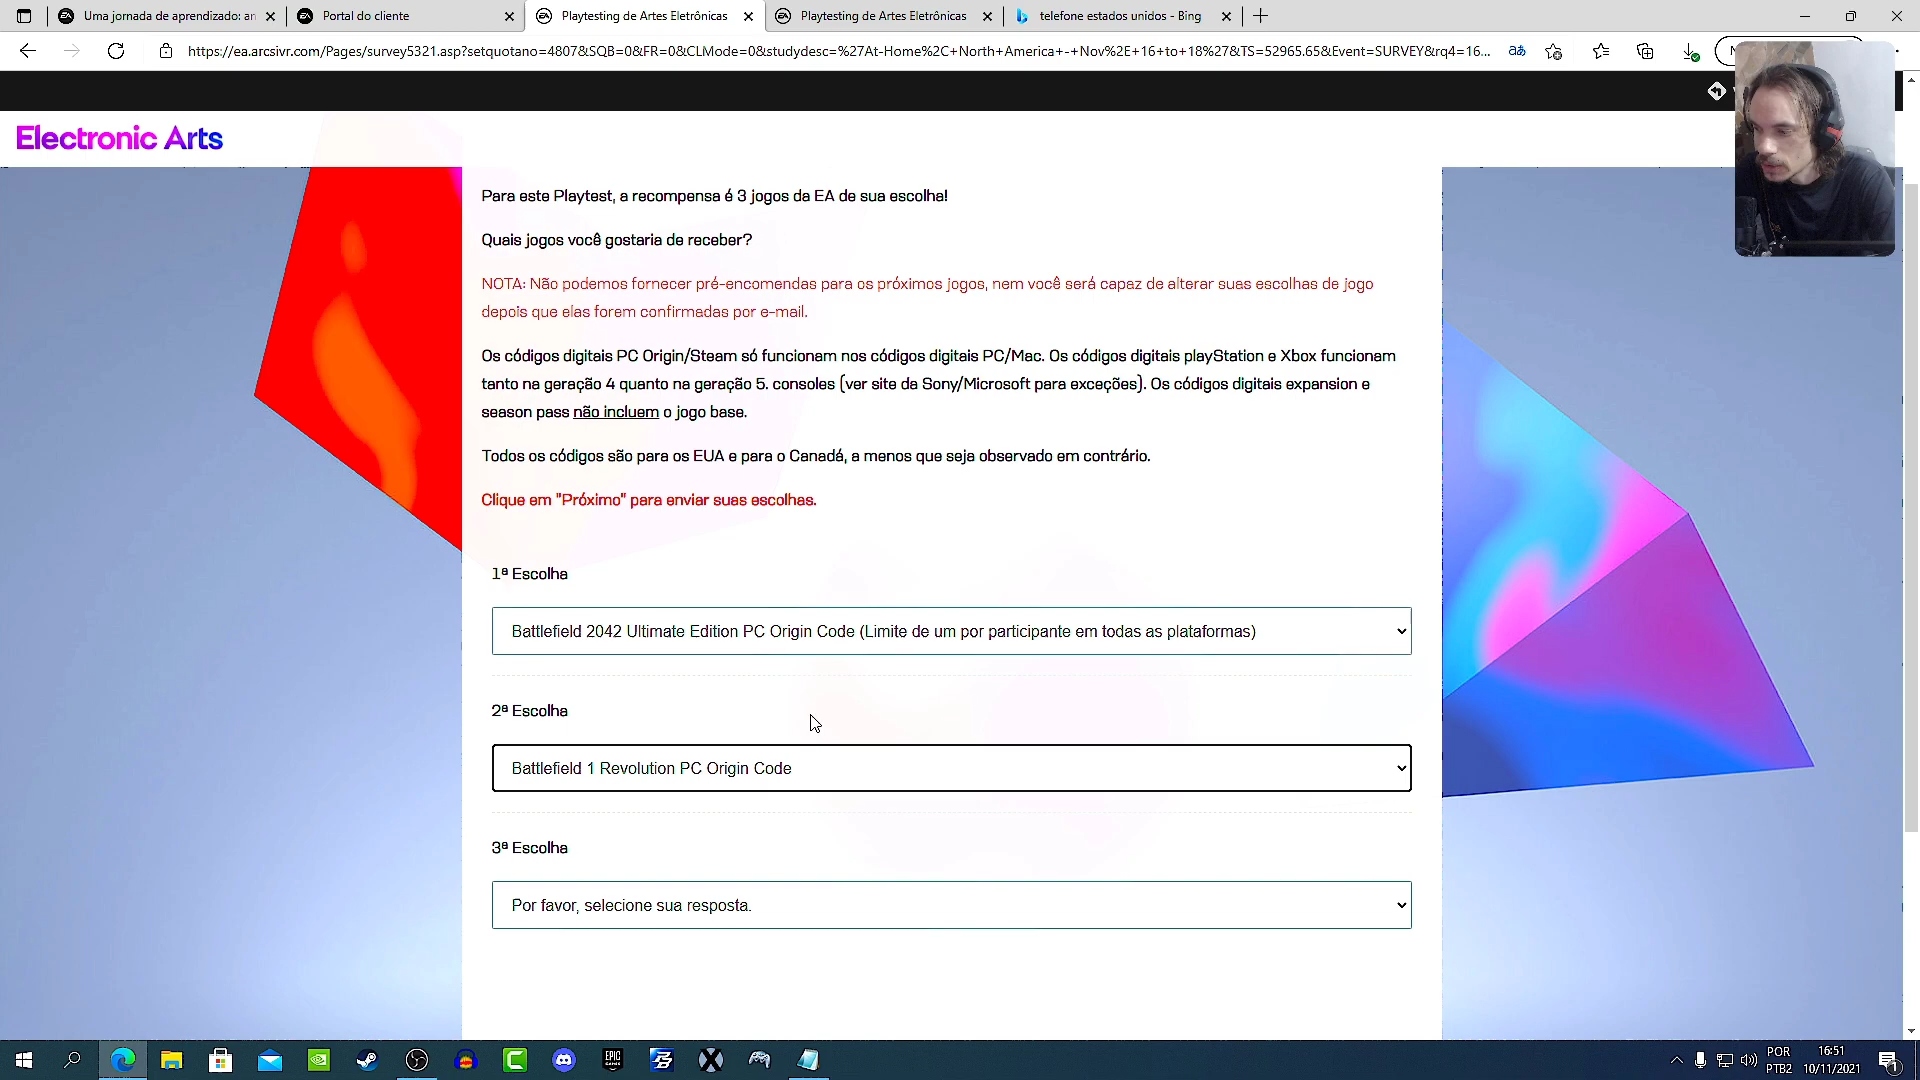 Uma jornada de aprendizado: ar
Portal do cliente
Playtesting de Artes Eletrônicas
Playtesting de Artes Eletrônicas
telefone estados unidos - Bing
https://ea.arcsivr.com/Pages/survey5321.asp?setquotano=4807&SQB=0&FR=0&CLMode=0&studydesc=%27At-Home%2C+North+America+-+Nov%2E+16+to+18%27&TS=52965.65&Event=SURVEY&rq4=16...
Electronic Arts
Para este Playtest, a recompensa é 3 jogos da EA de sua escolha!
Quais jogos você gostaria de receber?
NOTA: Não podemos fornecer pré-encomendas para os próximos jogos, nem você será capaz de alterar suas escolhas de jogo
depois que elas forem confirmadas por e-mail.
Os códigos digitais PC Origin/Steam só funcionam nos códigos digitais PC/Mac. Os códigos digitais playStation e Xbox funcionam
tanto na geração 4 quanto na geração 5. consoles (ver site da Sony/Microsoft para exceções). Os códigos digitais expansion e
season pass não incluem o jogo base.
Todos os códigos são para os EUA e para o Canadá, a menos que seja observado em contrário.
Clique em "Próximo" para enviar suas escolhas.
1ª Escolha
Battlefield 2042 Ultimate Edition PC Origin Code (Limite de um por participante em todas as plataformas)
2ª Escolha
Battlefield 1 Revolution PC Origin Code
3ª Escolha
Por favor, selecione sua resposta.
EPIC GAMES
POR
PTB2
16:51
10/11/2021
1